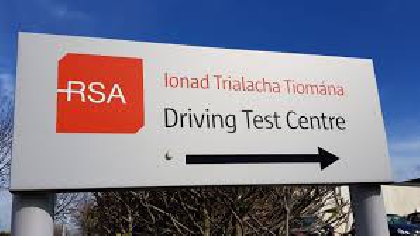 RSA
Ionad Trialacha Tiomána
Driving Test Centre